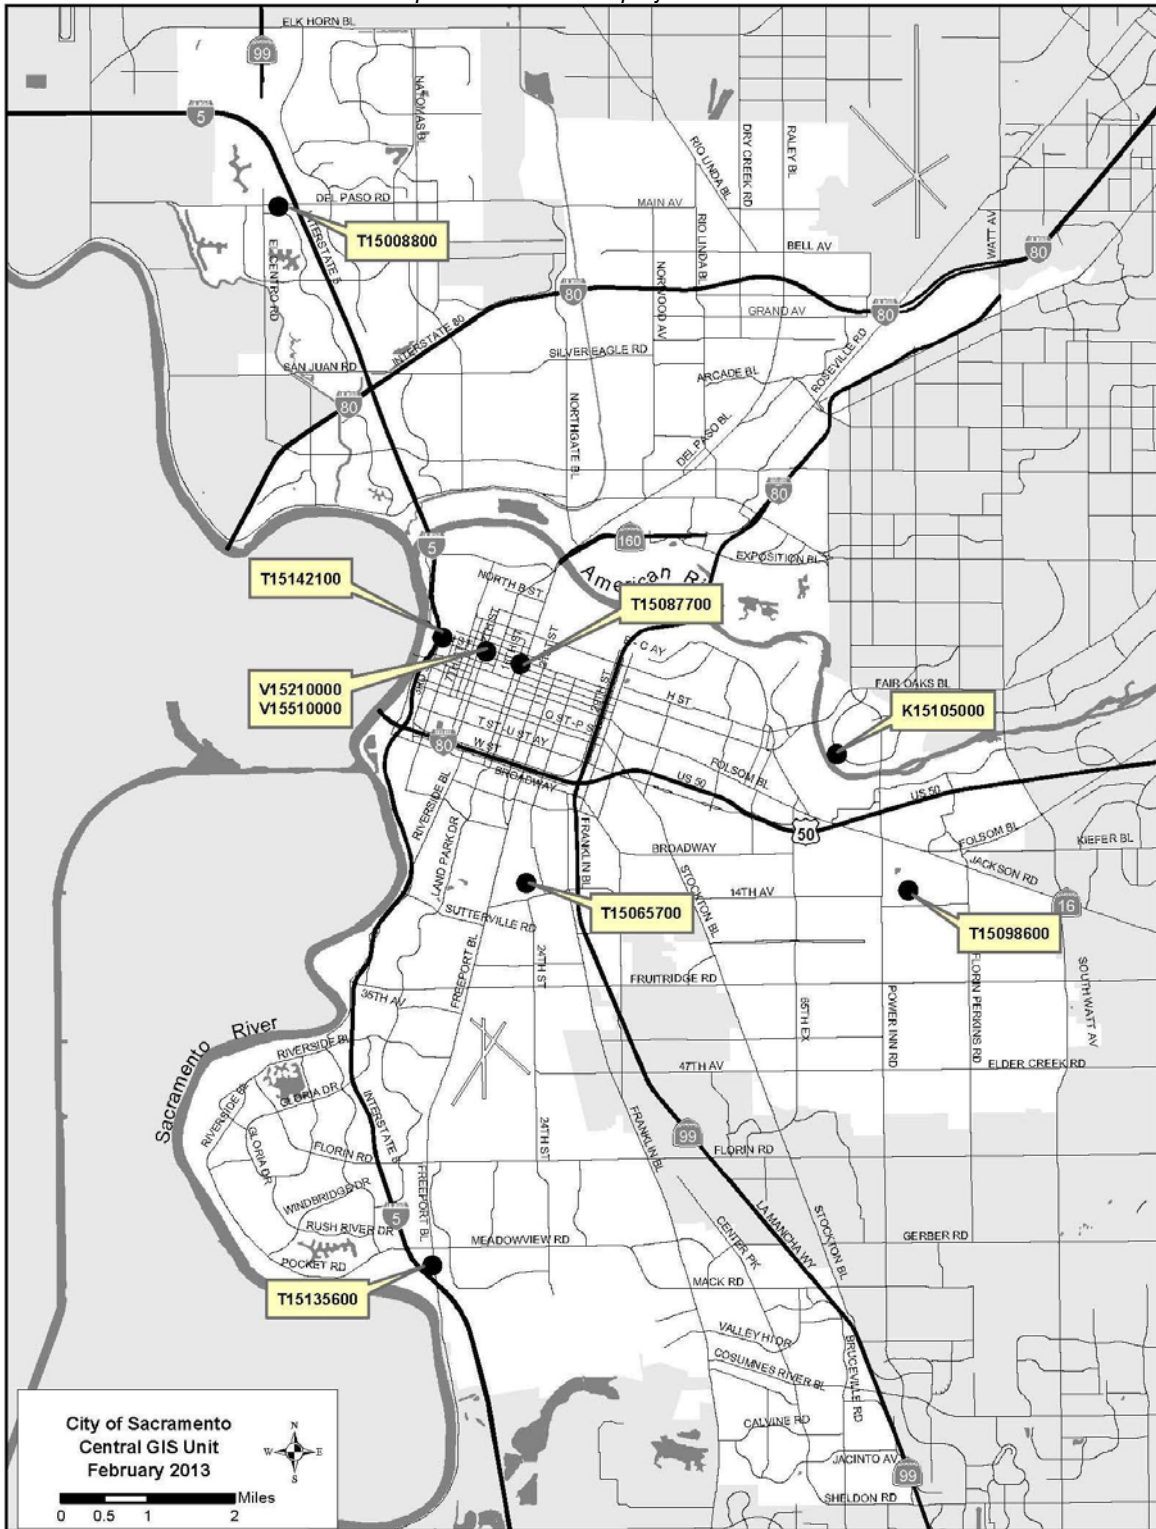 ELK HORN BL
99
NATOMAS BL
5
RIO LINDA BL
DRY CREEK RD
RALEY BL
DEL PASO RD
MAIN AV
T15008800
INTERSTATE 5
EL CENTRO RD
RIO LINDA BL
BELL AV
WATT AV
80
80
NORWOOD AV
GRAND AV
80
INTERSTATE 80
SILVER EAGLE RD
SAN JUAN RD
ARCADE BL
ROSEVILLE RD
80
NORTHGATE BL
DEL PASO BL
80
5
160
EXPOSITION BL
American
T15142100
NORTH B ST
T15087700
V15210000
V15510000
3RD
29TH ST
H ST
FAIR OAKS BL
K15105000
T ST-U ST AY
80
W ST
BROADWAY
FOLSOM BL
US 50
US 50
RIVERSIDE BL
LAND PARK DR
FRANKLIN BL
50
FOLSOM BL
KIEFER BL
BROADWAY
JACKSON RD
STOCKTON BL
14TH AV
16
SUTTERVILLE RD
T15065700
T15098600
FREEPORT BL
24TH ST
FRUITRIDGE RD
35TH AV
65TH EX
POWER INN RD
FLORIN PERKINS RD
SOUTH WATT AV
Sacramento River
RIVERSIDE BL
47TH AV
ELDER CREEK RD
RIVERSIDE BL
GLORIA DR
INTERSTATE 5
24TH ST
FRANKLIN BL
99
GLORIA DR
FLORIN RD
FLORIN RD
FREEPORT BL
WINDBRIDGE DR
5
RUSH RIVER DR
MEADOWVIEW RD
CENTER PK
LA MANCHA WY
STOCKTON BL
GERBER RD
POCKET RD
MACK RD
T15135600
VALLEY HI DR
COSUMNES RIVER BL
BRUCEVILLE RD
CALVINE RD
JACINTO AV
99
SHELDON RD
City of Sacramento
Central GIS Unit
February 2013
N
W E
S
Miles
0 0.5 1 2